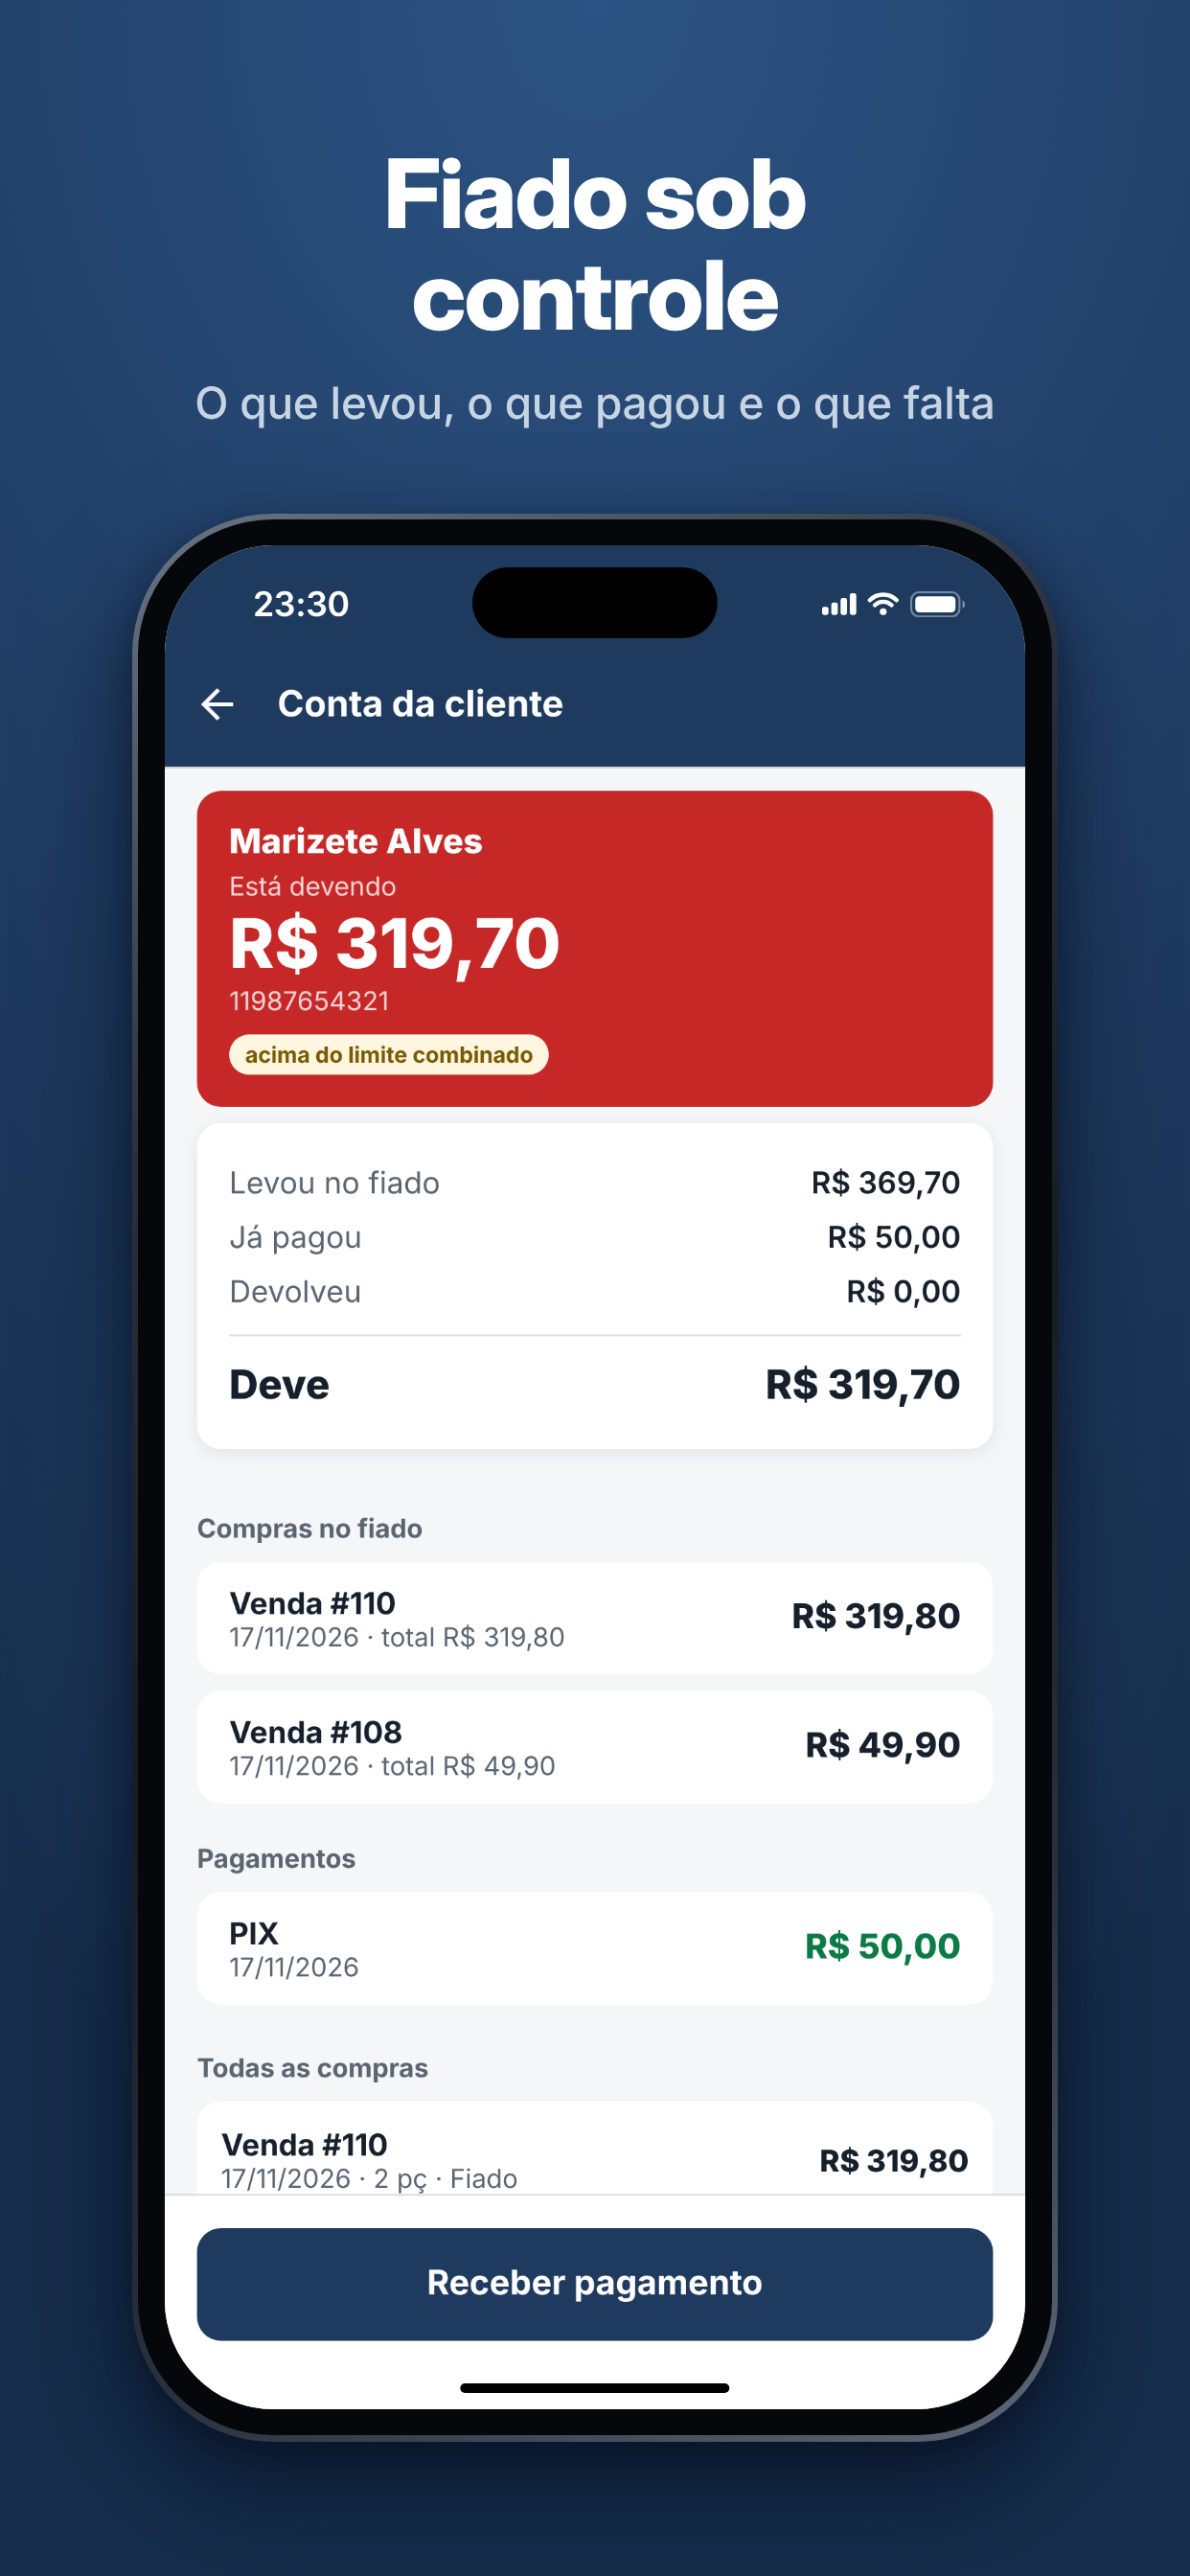 Fiado sob
controle
O que levou, o que pagou e o que falta
23:30
Conta da cliente
Marizete Alves
Está devendo
R$ 319,70
11987654321
acima do limite combinado
Levou no fiado R$ 369,70
Já pagou R$ 50,00
Devolveu R$ 0,00
Deve R$ 319,70
Compras no fiado
Venda #110
17/11/2026 · total R$ 319,80
R$ 319,80
Venda #108
17/11/2026 · total R$ 49,90
R$ 49,90
Pagamentos
PIX
17/11/2026
R$ 50,00
Todas as compras
Venda #110
17/11/2026 · 2 pç · Fiado
R$ 319,80
Receber pagamento